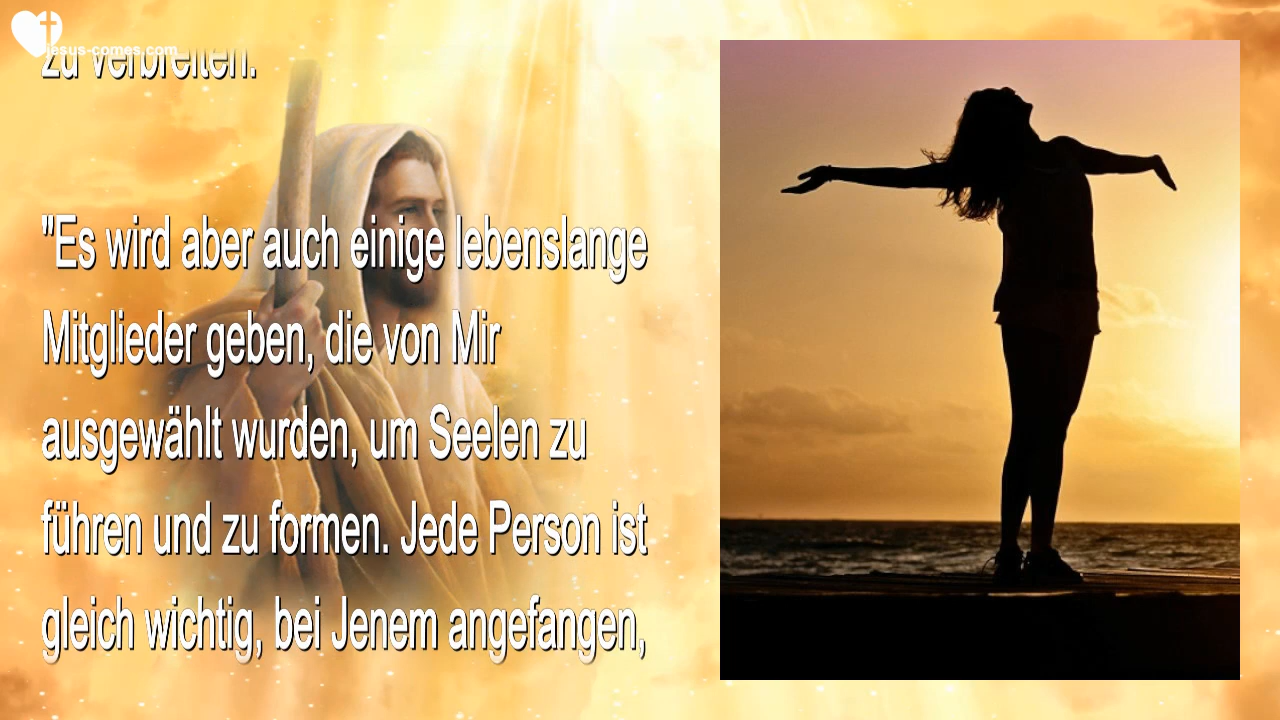 jesus-comes.com
zu verbreiten.
"Es wird aber auch einige lebenslange
Mitglieder geben, die von Mir
ausgewählt wurden, um Seelen zu
führen und zu formen. Jede Person ist
gleich wichtig, bei Jenem angefangen,